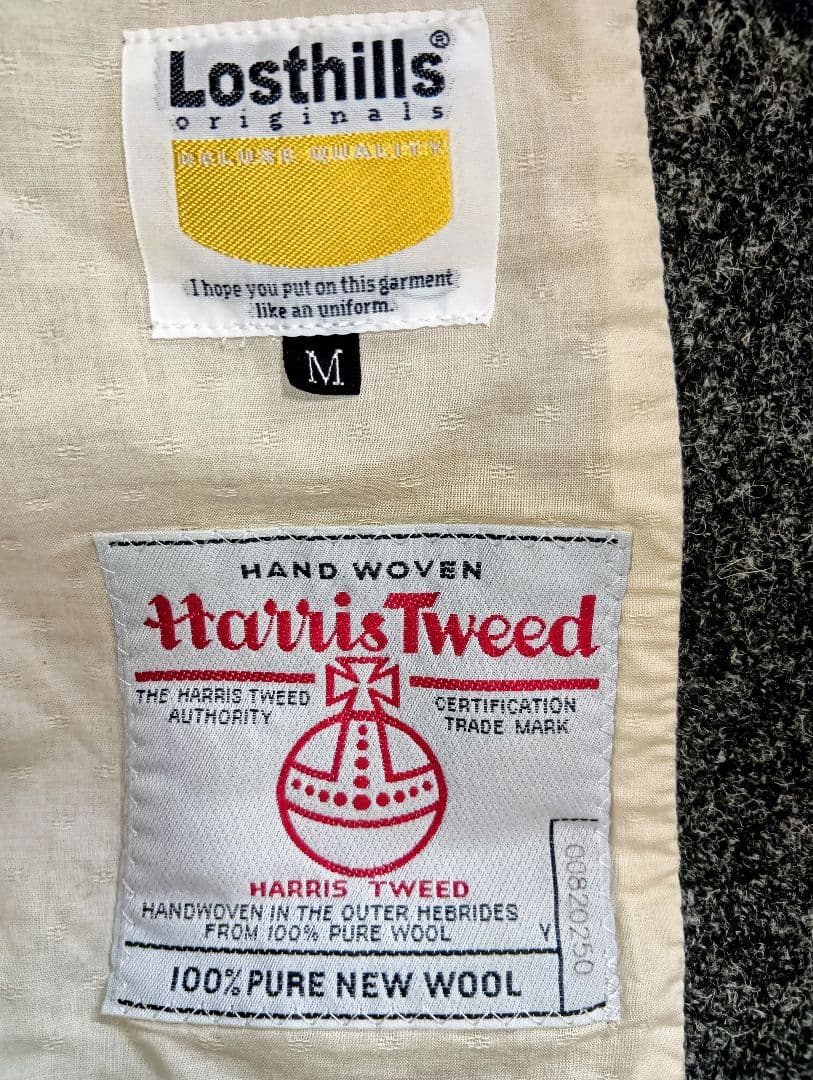 Losthills®
originals
DELUXE QUALITY
I hope you put on this garment
like an uniform.
M
HAND WOVEN
Harris Tweed
THE HARRIS TWEED
AUTHORITY
CERTIFICATION
TRADE MARK
HARRIS TWEED
HANDWOVEN IN THE OUTER HEBRIDES
FROM 100% PURE WOOL
Y
00820250
100% PURE NEW WOOL